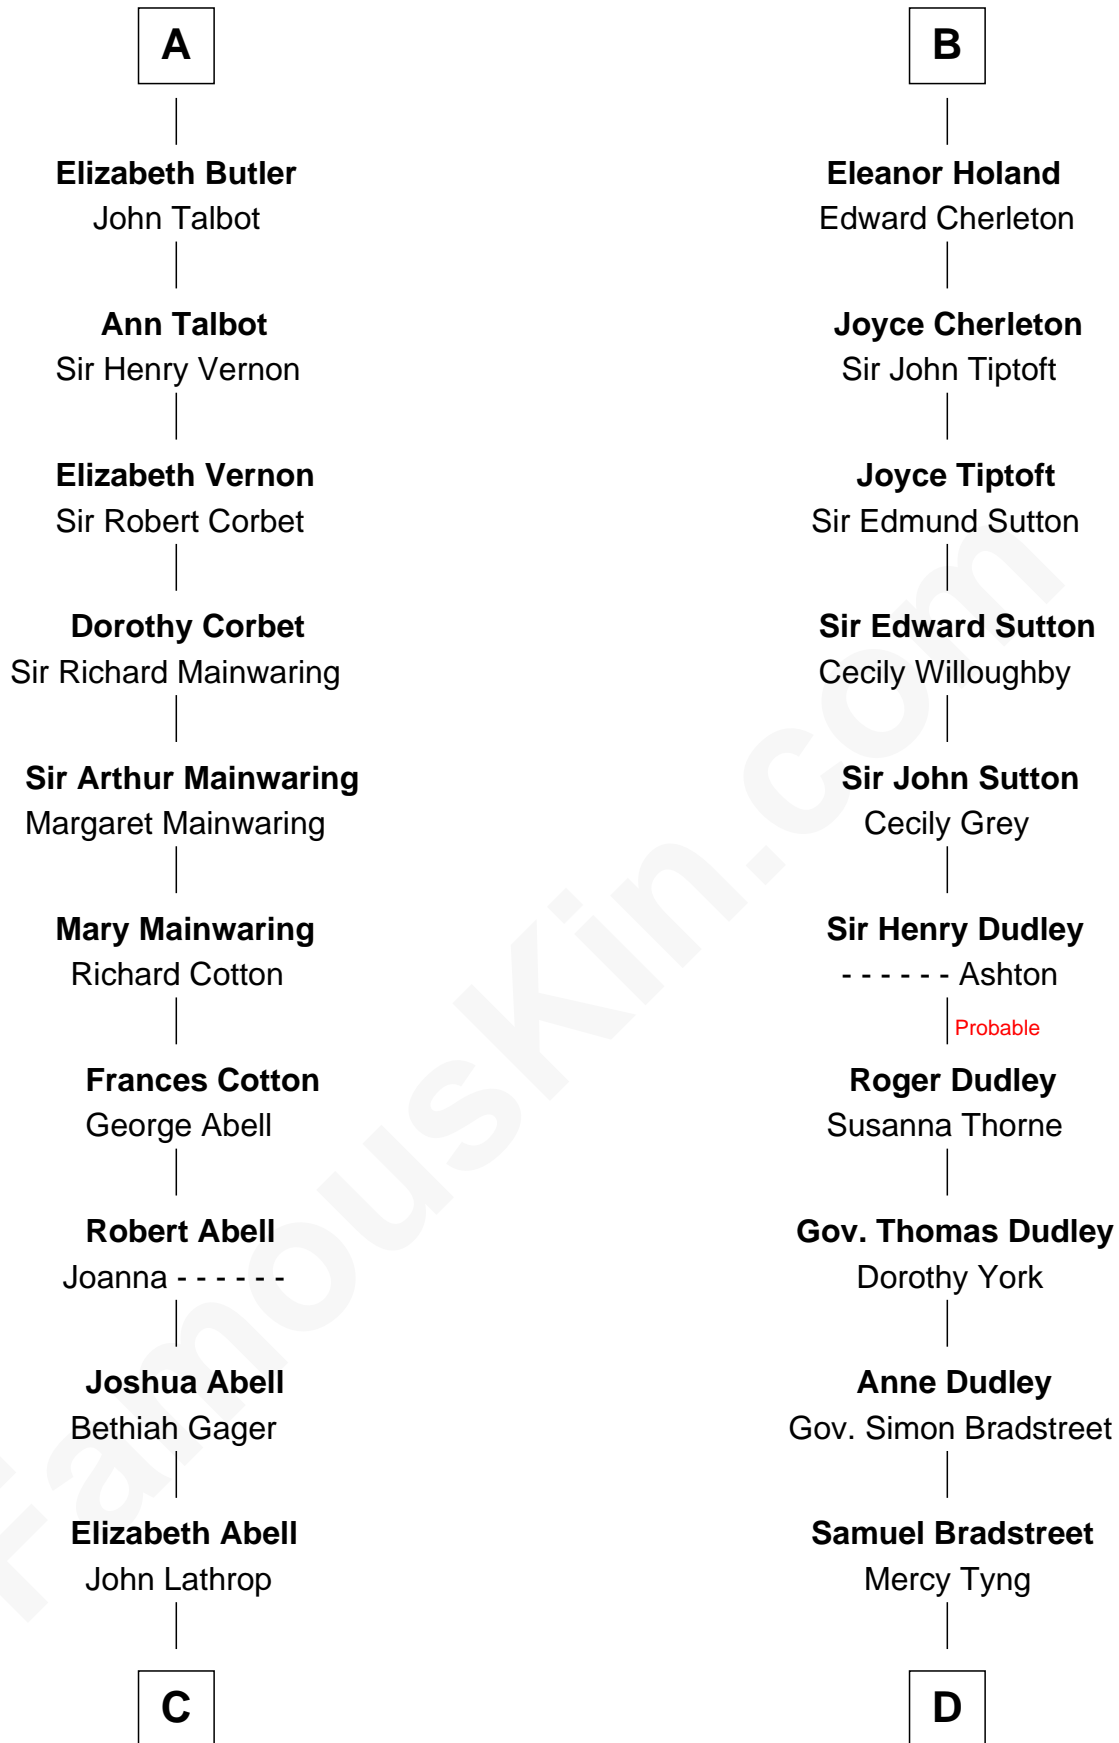 A
Elizabeth Butler
John Talbot
Ann Talbot
Sir Henry Vernon
Elizabeth Vernon
Sir Robert Corbet
Dorothy Corbet
Sir Richard Mainwaring
Sir Arthur Mainwaring
Margaret Mainwaring
Mary Mainwaring
Richard Cotton
Frances Cotton
George Abell
Robert Abell
Joanna - - - - - -
Joshua Abell
Bethiah Gager
Elizabeth Abell
John Lathrop
C
B
Eleanor Holand
Edward Cherleton
Joyce Cherleton
Sir John Tiptoft
Joyce Tiptoft
Sir Edmund Sutton
Sir Edward Sutton
Cecily Willoughby
Sir John Sutton
Cecily Grey
Sir Henry Dudley
- - - - - - Ashton
Probable
Roger Dudley
Susanna Thorne
Gov. Thomas Dudley
Dorothy York
Anne Dudley
Gov. Simon Bradstreet
Samuel Bradstreet
Mercy Tyng
D
FamousKin.com